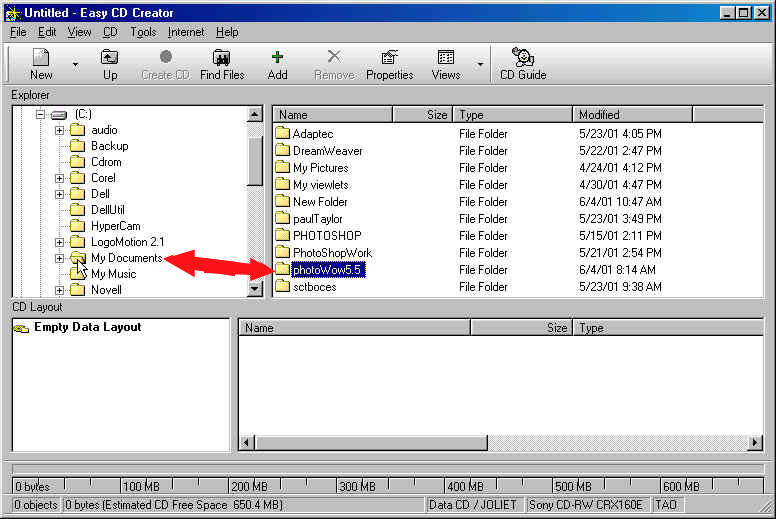 Untitled - Easy CD Creator
File Edit View CD Tools Internet Help
New Up Create CD Find Files Add Remove Properties Views CD Guide
Explorer
(C:)
audio
Backup
Cdrom
Corel
Dell
DellUtil
HyperCam
LogoMotion 2.1
My Documents
My Music
Novell
Name Size Type Modified
Adaptec File Folder 5/23/01 4:05 PM
DreamWeaver File Folder 5/22/01 2:47 PM
My Pictures File Folder 4/24/01 4:12 PM
My viewlets File Folder 4/30/01 4:47 PM
New Folder File Folder 6/4/01 10:47 AM
paulTaylor File Folder 5/23/01 3:49 PM
PHOTOSHOP File Folder 5/15/01 2:11 PM
PhotoShopWork File Folder 5/21/01 2:54 PM
photoWow5.5 File Folder 6/4/01 8:14 AM
sctboces File Folder 5/23/01 9:38 AM
CD Layout
Empty Data Layout
Name Size Type
0 bytes 100 MB 200 MB 300 MB 400 MB 500 MB 600 MB
0 objects 0 bytes (Estimated CD Free Space 650.4 MB) Data CD / JOLIET Sony CD-RW CRX160E TAO